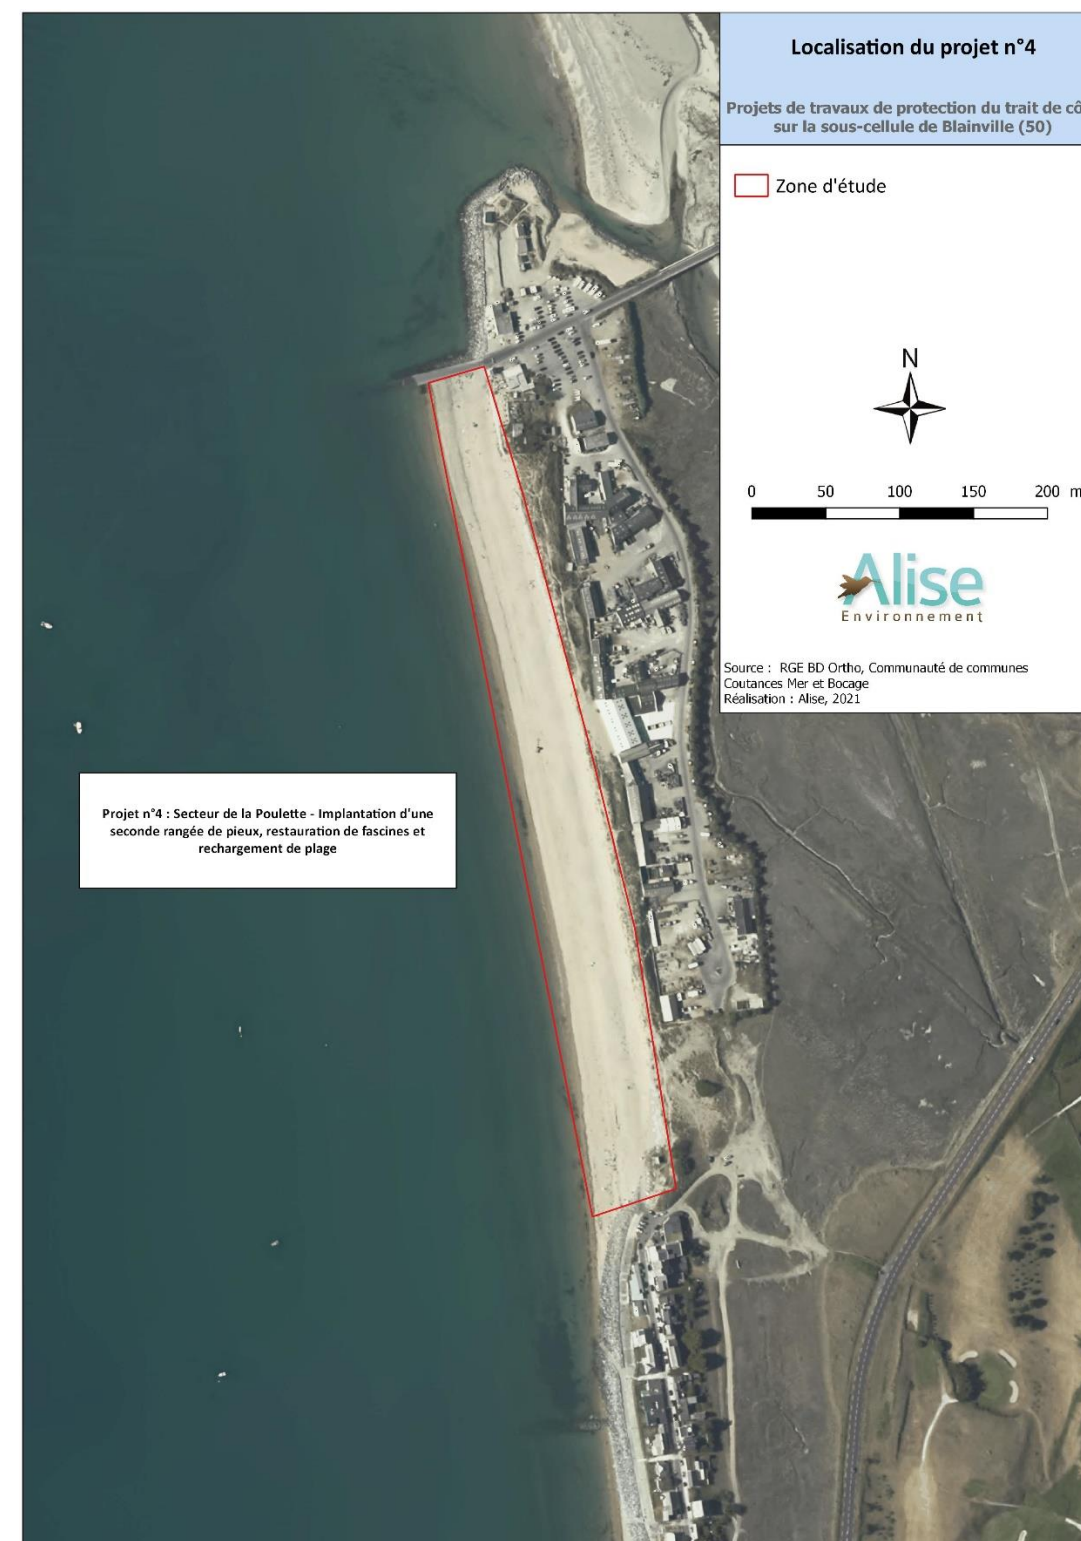 Localisation du projet n°4
Projets de travaux de protection du trait de cô
sur la sous-cellule de Blainville (50)
Zone d'étude
N
0 50 100 150 200 m
Alise
Environnement
Source : RGE BD Ortho, Communauté de communes
Coutances Mer et Bocage
Réalisation : Alise, 2021
Projet n°4 : Secteur de la Poulette - Implantation d'une
seconde rangée de pieux, restauration de fascines et
rechargement de plage